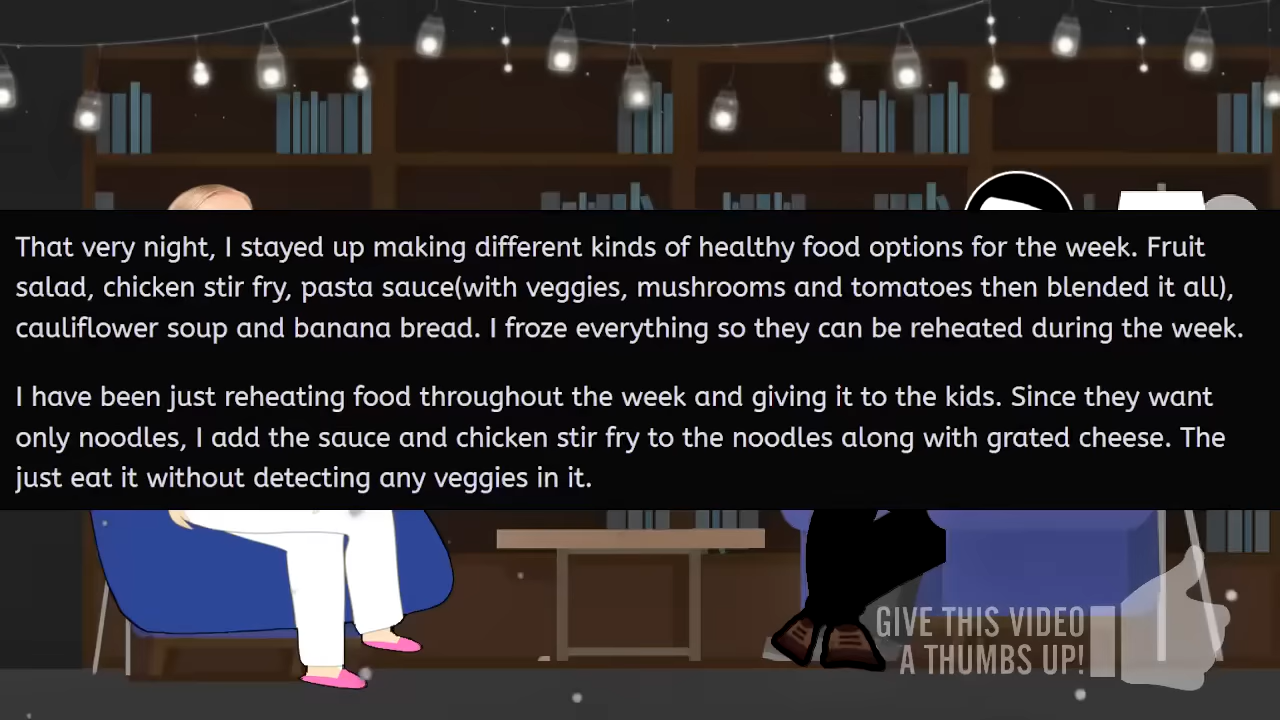 That very night, I stayed up making different kinds of healthy food options for the week. Fruit
salad, chicken stir fry, pasta sauce(with veggies, mushrooms and tomatoes then blended it all),
cauliflower soup and banana bread. I froze everything so they can be reheated during the week.
I have been just reheating food throughout the week and giving it to the kids. Since they want
only noodles, I add the sauce and chicken stir fry to the noodles along with grated cheese. The
just eat it without detecting any veggies in it.
GIVE THIS VIDEO
A THUMBS UP!